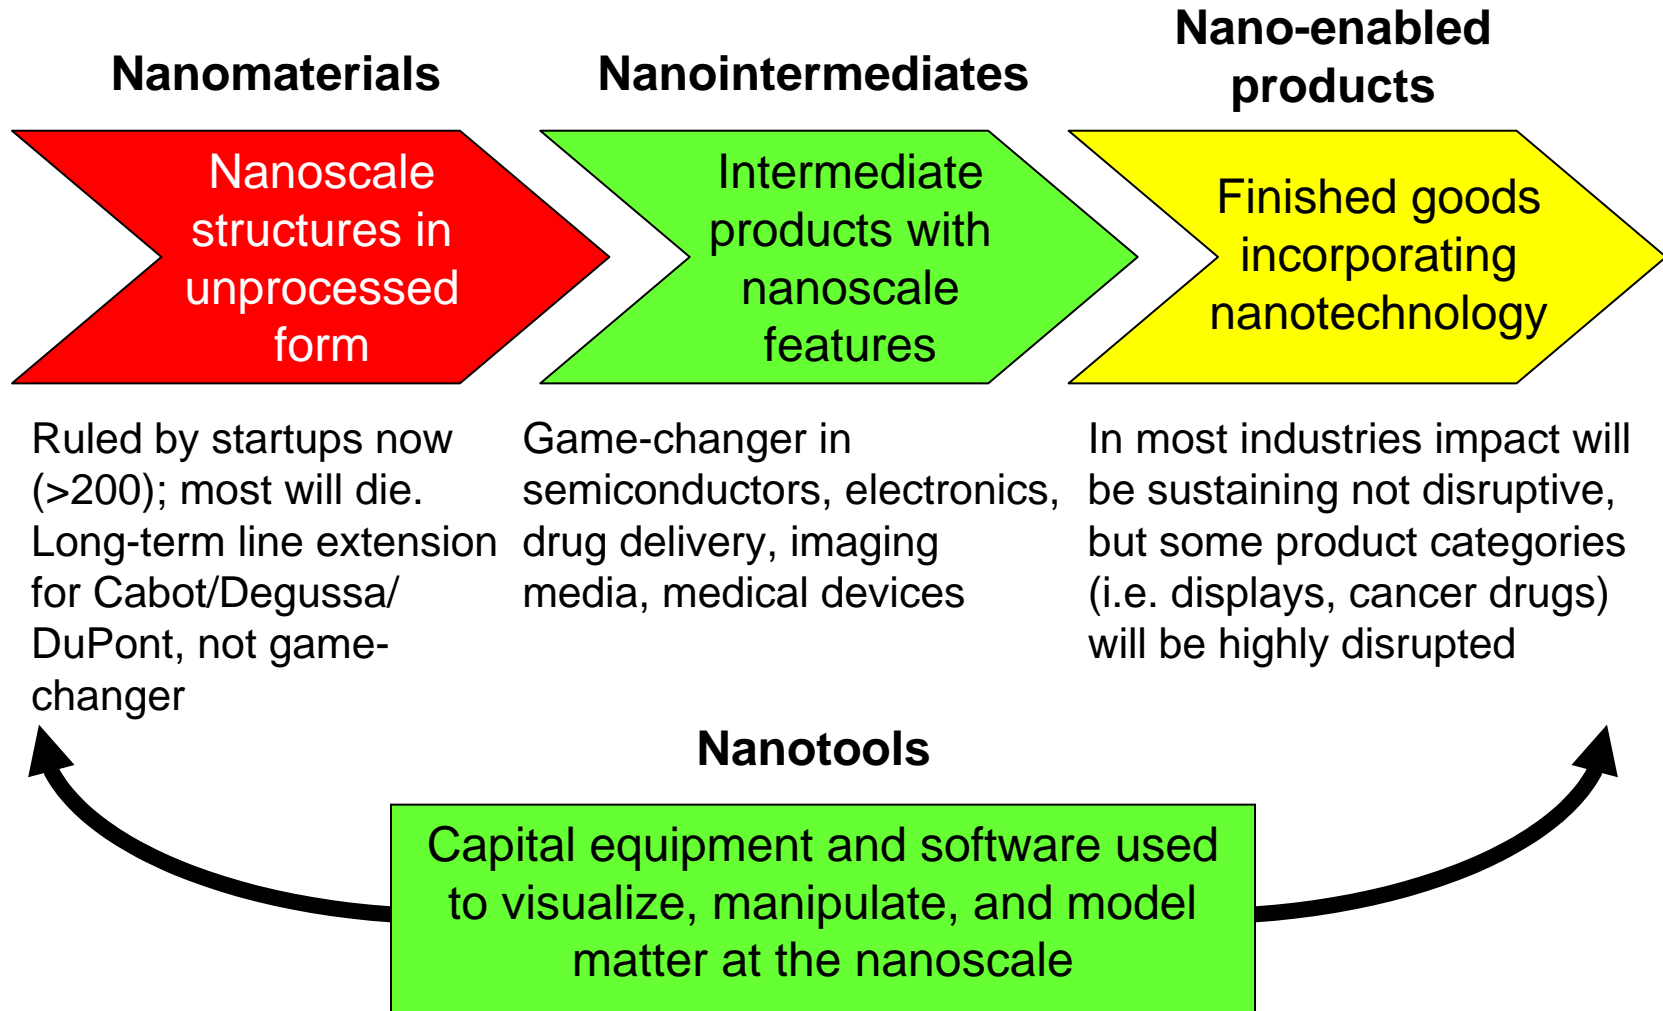 Nanomaterials
Nanoscale
structures in
unprocessed
form
Ruled by startups now
(>200); most will die.
Long-term line extension
for Cabot/Degussa/
DuPont, not game-
changer
Nanointermediates
Intermediate
products with
nanoscale
features
Game-changer in
semiconductors, electronics,
drug delivery, imaging
media, medical devices
Nano-enabled
products
Finished goods
incorporating
nanotechnology
In most industries impact will
be sustaining not disruptive,
but some product categories
(i.e. displays, cancer drugs)
will be highly disrupted
Nanotools
Capital equipment and software used
to visualize, manipulate, and model
matter at the nanoscale